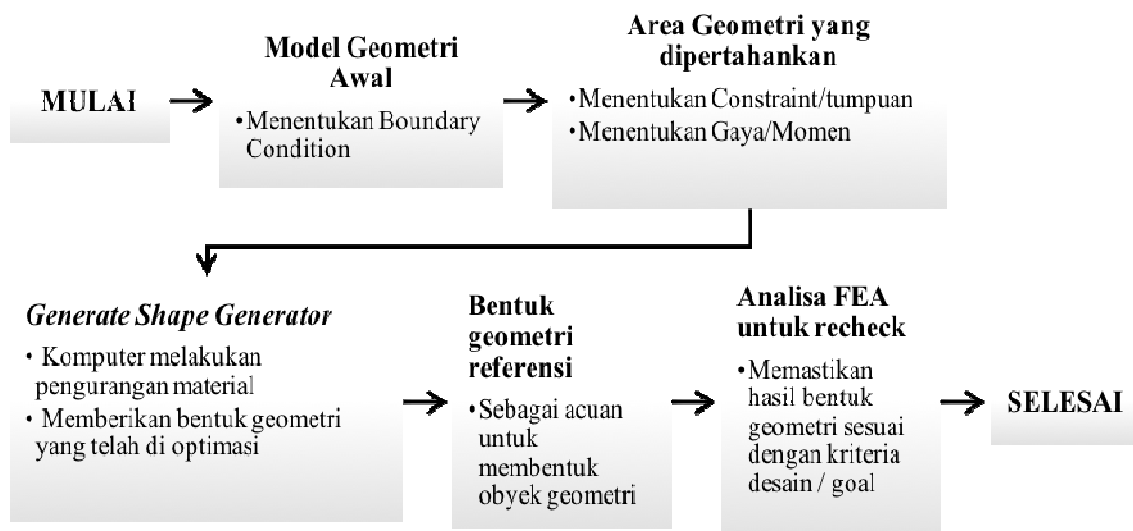 MULAI
Model Geometri
Awal
•Menentukan Boundary
Condition
Area Geometri yang
dipertahankan
•Menentukan Constraint/tumpuan
•Menentukan Gaya/Momen
Generate Shape Generator
• Komputer melakukan
pengurangan material
• Memberikan bentuk geometri
yang telah di optimasi
Bentuk
geometri
referensi
•Sebagai acuan
untuk
membentuk
obyek geometri
Analisa FEA
untuk recheck
•Memastikan
hasil bentuk
geometri sesuai
dengan kriteria
desain / goal
SELESAI